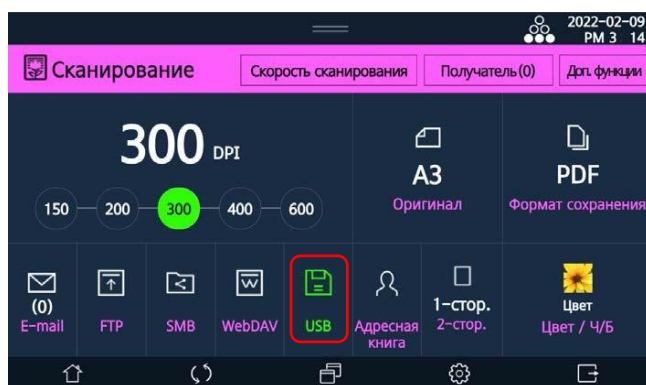 2022-02-09
PM 3 14
Сканирование
Скорость сканирования
Получатель(0)
Доп. функции
300 DPI
150
200
300
400
600
A3
Оригинал
PDF
Формат сохранения
(0)
E-mail
FTP
SMB
WebDAV
USB
Адресная
книга
1-стор.
2-стор.
Цвет
Цвет / Ч/Б